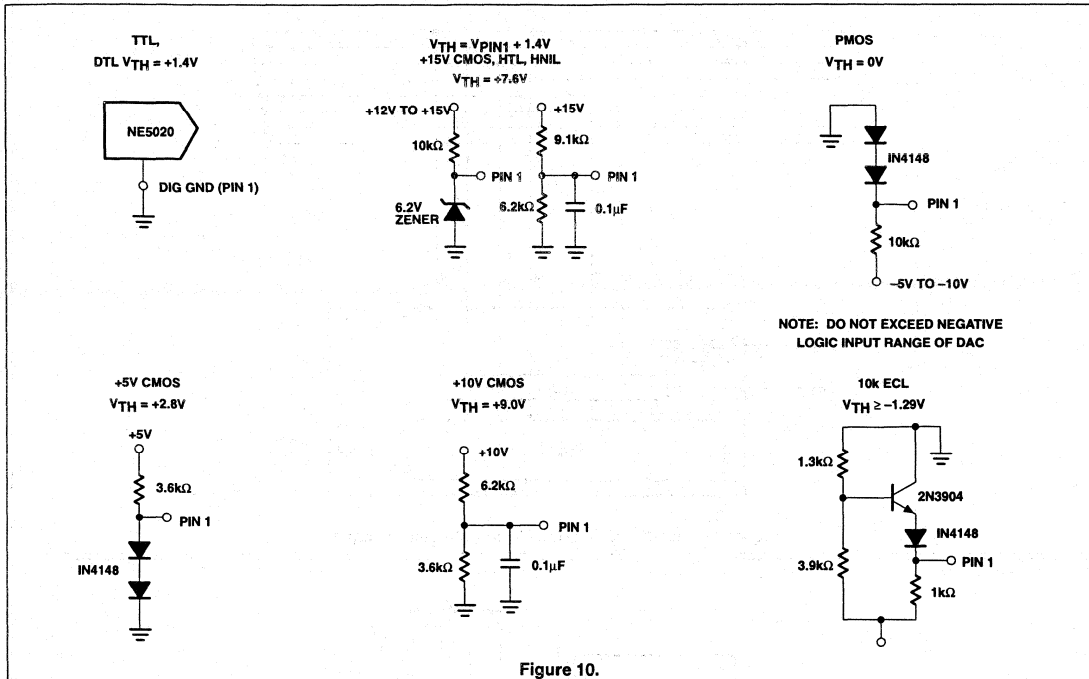 TTL,
DTL VTH = +1.4V
NE5020
DIG GND (PIN 1)
VTH = VPIN1 + 1.4V
+15V CMOS, HTL, HNIL
VTH = +7.6V
+12V TO +15V
10kΩ
PIN 1
6.2V
ZENER
+15V
9.1kΩ
PIN 1
6.2kΩ
0.1μF
PMOS
VTH = 0V
IN4148
PIN 1
10kΩ
–5V TO –10V
NOTE: DO NOT EXCEED NEGATIVE
LOGIC INPUT RANGE OF DAC
+5V CMOS
VTH = +2.8V
+5V
3.6kΩ
PIN 1
IN4148
+10V CMOS
VTH = +9.0V
+10V
6.2kΩ
PIN 1
3.6kΩ
0.1μF
10k ECL
VTH ≥ –1.29V
1.3kΩ
2N3904
IN4148
3.9kΩ
PIN 1
1kΩ
Figure 10.